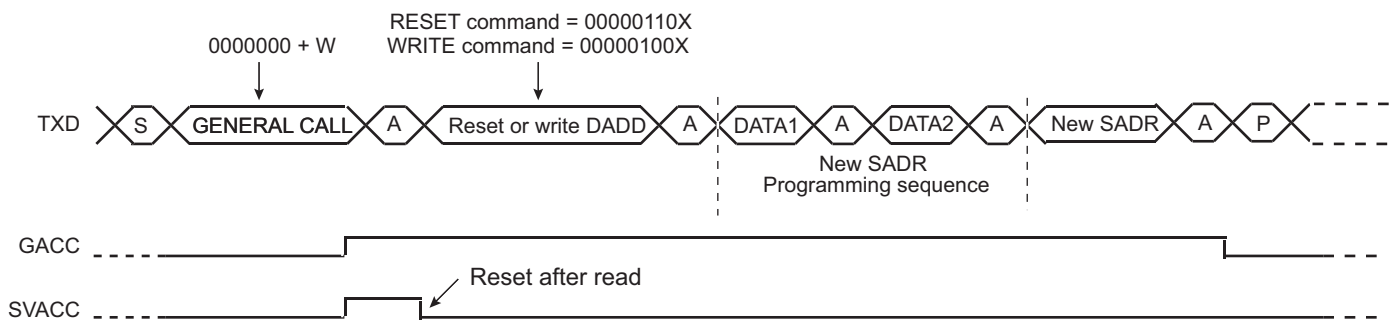 RESET command = 00000110X
0000000 + W
WRITE command = 00000100X
TXD S GENERAL CALL A Reset or write DADD A DATA1 A DATA2 A New SADR A P
New SADR
Programming sequence
GACC
Reset after read
SVACC